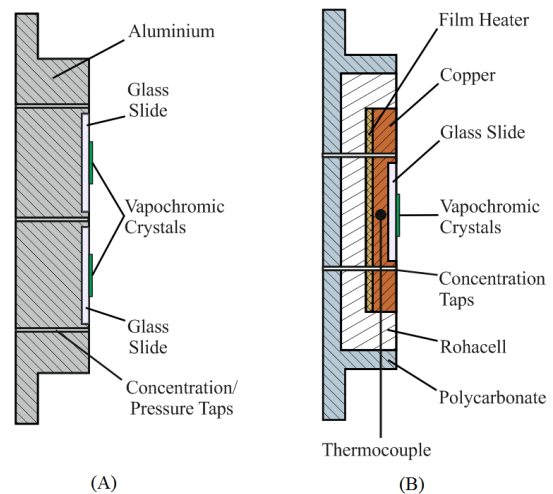 Aluminium
Glass
Slide
Vapochromic
Crystals
Glass
Slide
Concentration/
Pressure Taps
(A)
Film Heater
Copper
Glass Slide
Vapochromic
Crystals
Concentration
Taps
Rohacell
Polycarbonate
Thermocouple
(B)